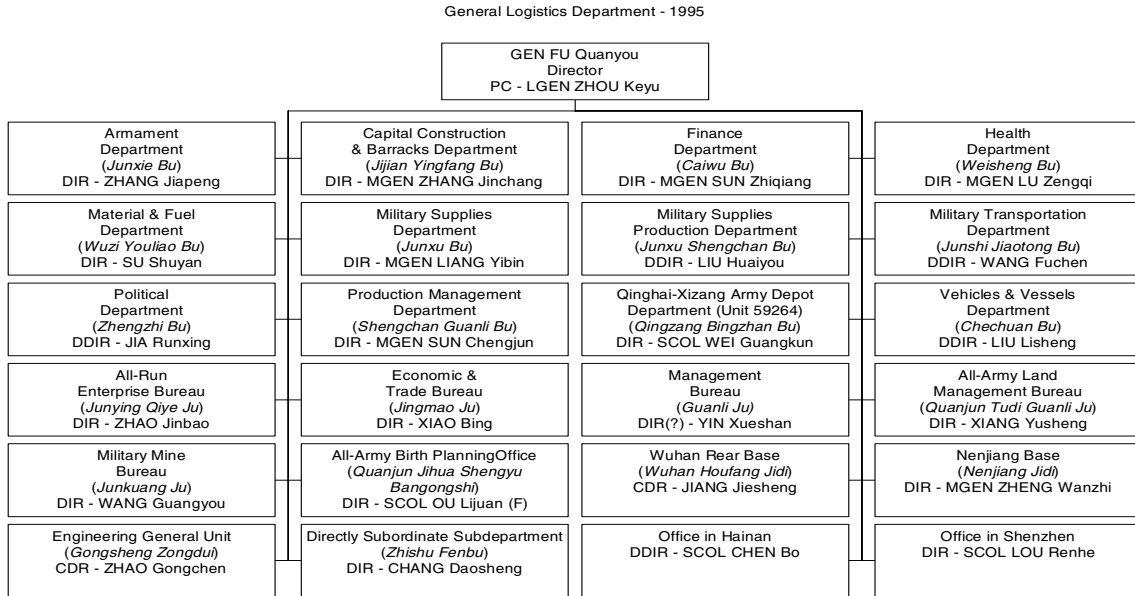 General Logistics Department - 1995
GEN FU Quanyou
Director
PC - LGEN ZHOU Keyu
Armament
Department
(Junxie Bu)
DIR - ZHANG Jiapeng
Capital Construction
& Barracks Department
(Jijian Yingfang Bu)
DIR - MGEN ZHANG Jinchang
Finance
Department
(Caiwu Bu)
DIR - MGEN SUN Zhiqiang
Health
Department
(Weisheng Bu)
DIR - MGEN LU Zengqi
Material & Fuel
Department
(Wuzi Youliao Bu)
DIR - SU Shuyan
Military Supplies
Department
(Junxu Bu)
DIR - MGEN LIANG Yibin
Military Supplies
Production Department
(Junxu Shengchan Bu)
DDIR - LIU Huaiyou
Military Transportation
Department
(Junshi Jiaotong Bu)
DDIR - WANG Fuchen
Political
Department
(Zhengzhi Bu)
DDIR - JIA Runxing
Production Management
Department
(Shengchan Guanli Bu)
DIR - MGEN SUN Chengjun
Qinghai-Xizang Army Depot
Department (Unit 59264)
(Qingzang Bingzhan Bu)
DIR - SCOL WEI Guangkun
Vehicles & Vessels
Department
(Chechuan Bu)
DDIR - LIU Lisheng
All-Run
Enterprise Bureau
(Junying Qiye Ju)
DIR - ZHAO Jinbao
Economic &
Trade Bureau
(Jingmao Ju)
DIR - XIAO Bing
Management
Bureau
(Guanli Ju)
DIR(?) - YIN Xueshan
All-Army Land
Management Bureau
(Quanjun Tudi Guanli Ju)
DIR - XIANG Yusheng
Military Mine
Bureau
(Junkuang Ju)
DIR - WANG Guangyou
All-Army Birth PlanningOffice
(Quanjun Jihua Shengyu
Bangongshi)
DIR - SCOL OU Lijuan (F)
Wuhan Rear Base
(Wuhan Houfang Jidi)
CDR - JIANG Jiesheng
Nenjiang Base
(Nenjiang Jidi)
DIR - MGEN ZHENG Wanzhi
Engineering General Unit
(Gongsheng Zongdui)
CDR - ZHAO Gongchen
Directly Subordinate Subdepartment
(Zhishu Fenbu)
DIR - CHANG Daosheng
Office in Hainan
DDIR - SCOL CHEN Bo
Office in Shenzhen
DIR - SCOL LOU Renhe